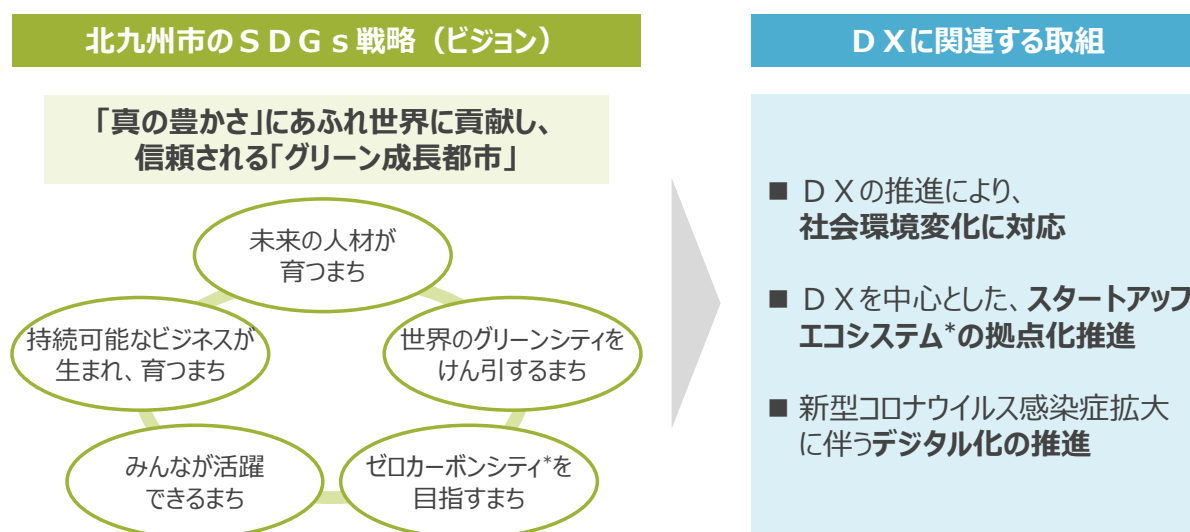 北九州市のＳＤＧｓ戦略（ビジョン）
「真の豊かさ」にあふれ世界に貢献し、
信頼される「グリーン成長都市」
未来の人材が
育つまち
持続可能なビジネスが
生まれ、育つまち
世界のグリーンシティを
けん引するまち
みんなが活躍
できるまち
ゼロカーボンシティ*を
目指すまち
ＤＸに関連する取組
■ ＤＸの推進により、
社会環境変化に対応
■ ＤＸを中心とした、スタートアップ
エコシステム*の拠点化推進
■ 新型コロナウイルス感染症拡大
に伴うデジタル化の推進